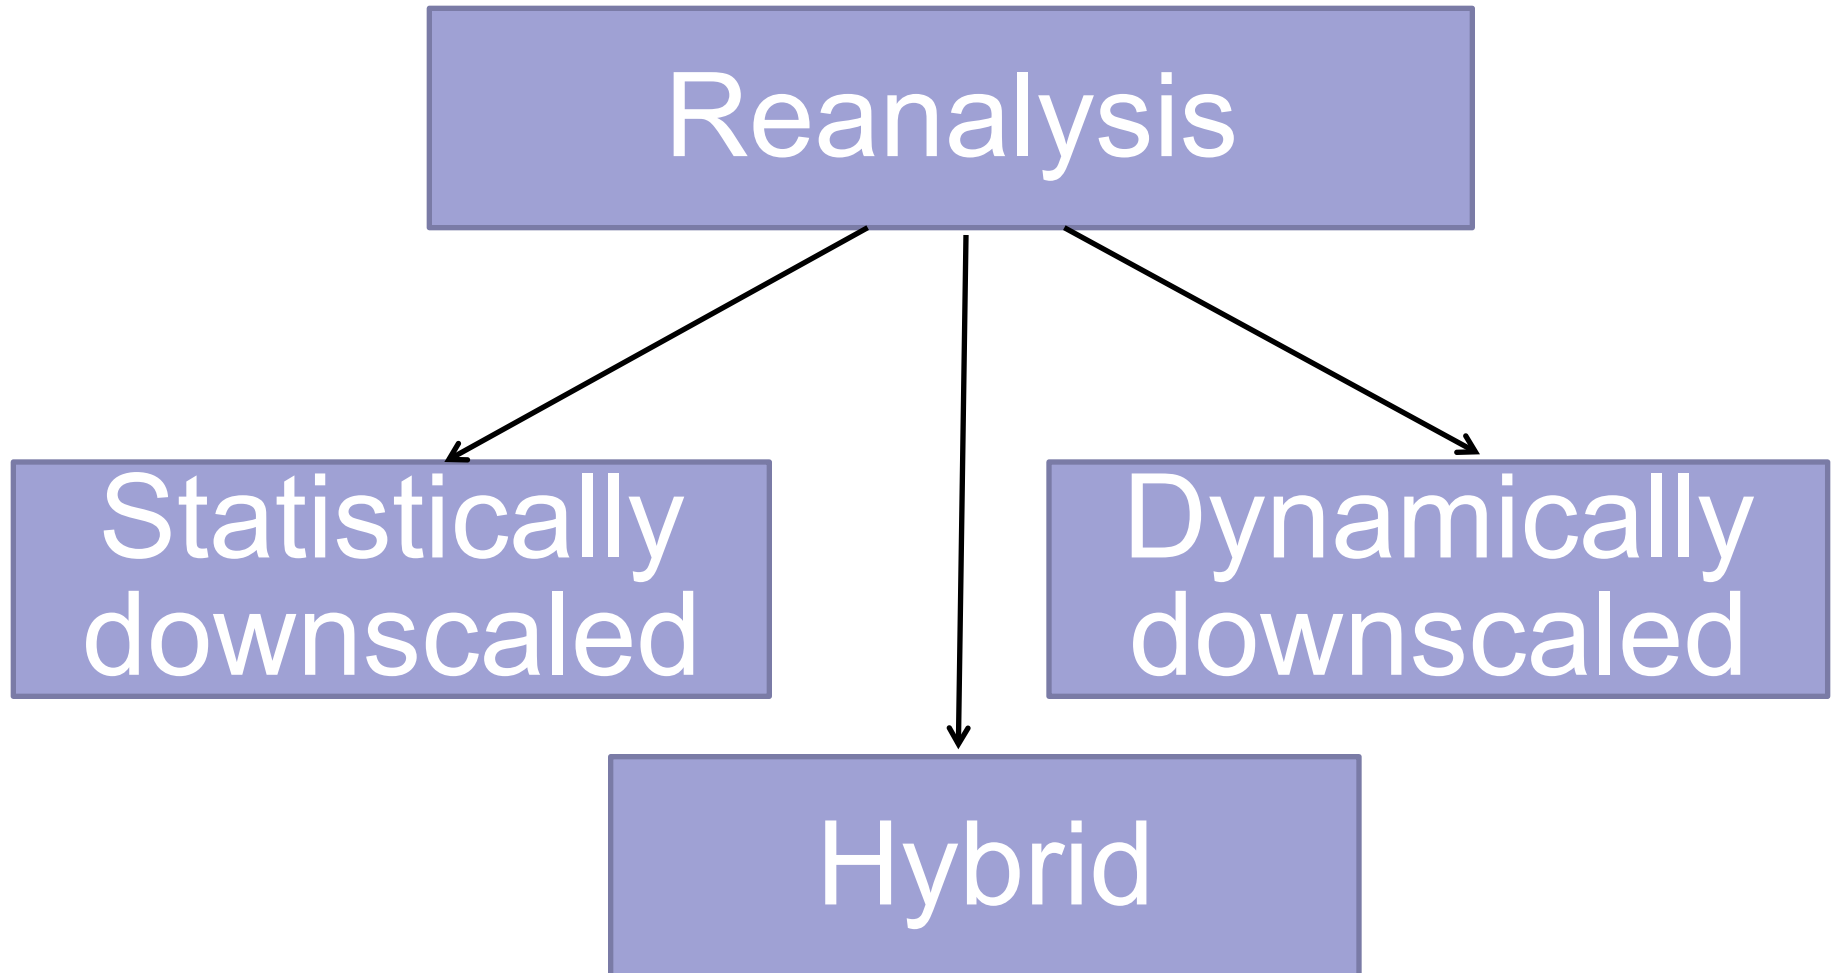 Reanalysis
Statistically
downscaled
Dynamically
downscaled
Hybrid